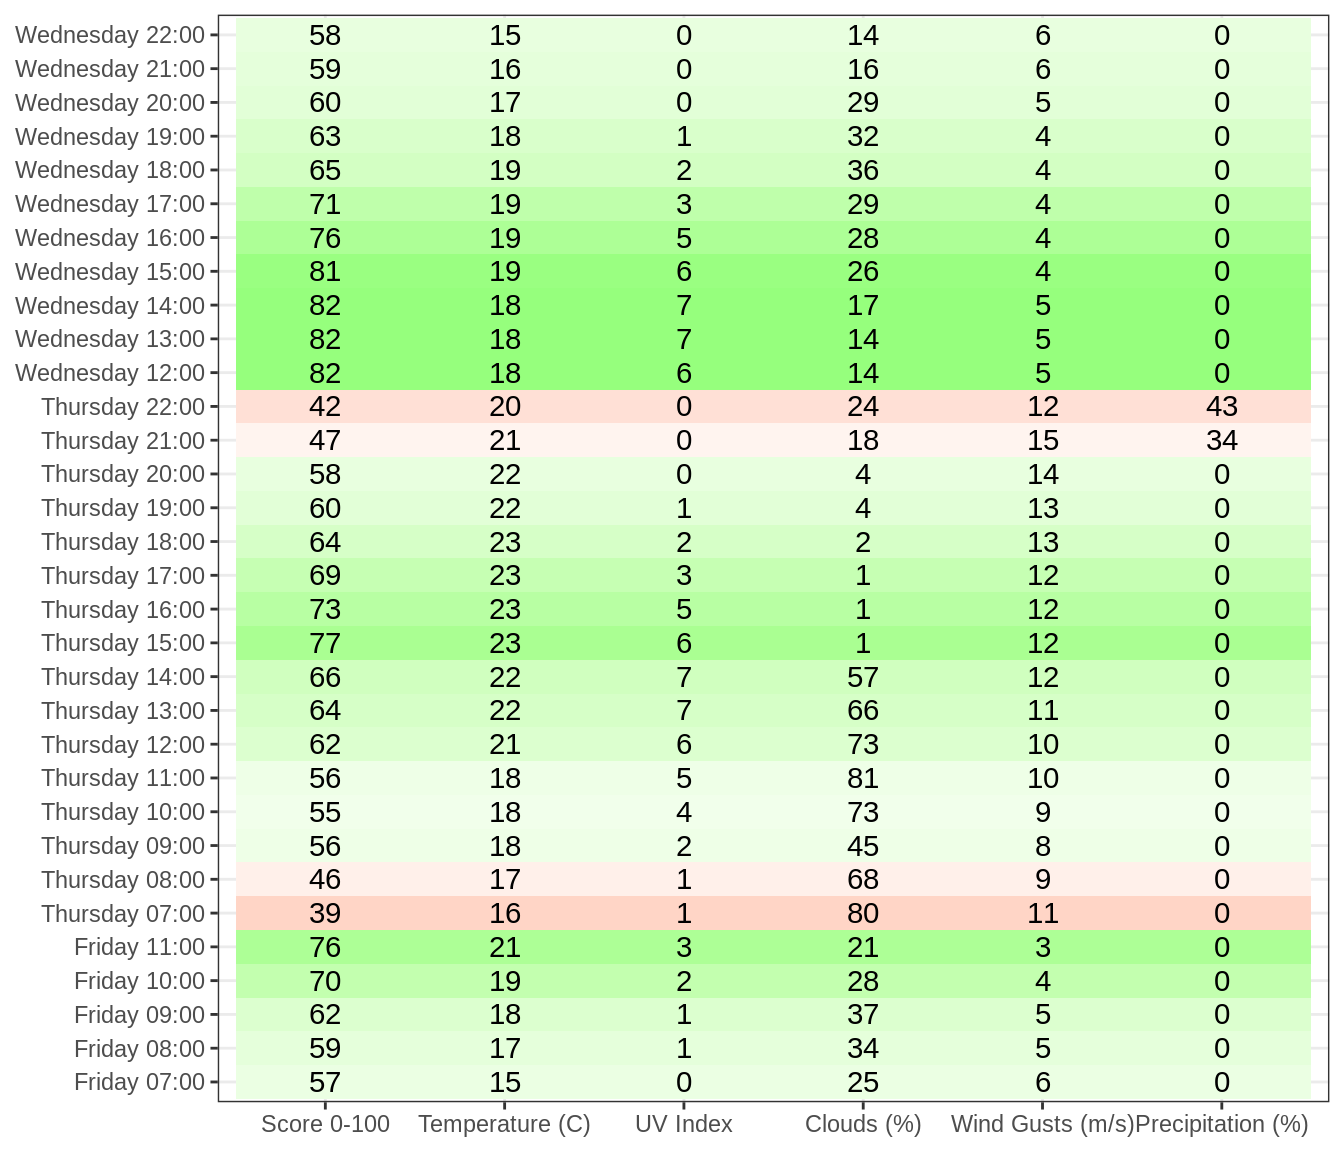 Wednesday 22:00 58 15 0 14 6 0
Wednesday 21:00 59 16 0 16 6 0
Wednesday 20:00 60 17 0 29 5 0
Wednesday 19:00 63 18 1 32 4 0
Wednesday 18:00 65 19 2 36 4 0
Wednesday 17:00 71 19 3 29 4 0
Wednesday 16:00 76 19 5 28 4 0
Wednesday 15:00 81 19 6 26 4 0
Wednesday 14:00 82 18 7 17 5 0
Wednesday 13:00 82 18 7 14 5 0
Wednesday 12:00 82 18 6 14 5 0
Thursday 22:00 42 20 0 24 12 43
Thursday 21:00 47 21 0 18 15 34
Thursday 20:00 58 22 0 4 14 0
Thursday 19:00 60 22 1 4 13 0
Thursday 18:00 64 23 2 2 13 0
Thursday 17:00 69 23 3 1 12 0
Thursday 16:00 73 23 5 1 12 0
Thursday 15:00 77 23 6 1 12 0
Thursday 14:00 66 22 7 57 12 0
Thursday 13:00 64 22 7 66 11 0
Thursday 12:00 62 21 6 73 10 0
Thursday 11:00 56 18 5 81 10 0
Thursday 10:00 55 18 4 73 9 0
Thursday 09:00 56 18 2 45 8 0
Thursday 08:00 46 17 1 68 9 0
Thursday 07:00 39 16 1 80 11 0
Friday 11:00 76 21 3 21 3 0
Friday 10:00 70 19 2 28 4 0
Friday 09:00 62 18 1 37 5 0
Friday 08:00 59 17 1 34 5 0
Friday 07:00 57 15 0 25 6 0
Score 0-100 Temperature (C) UV Index Clouds (%) Wind Gusts (m/s) Precipitation (%)